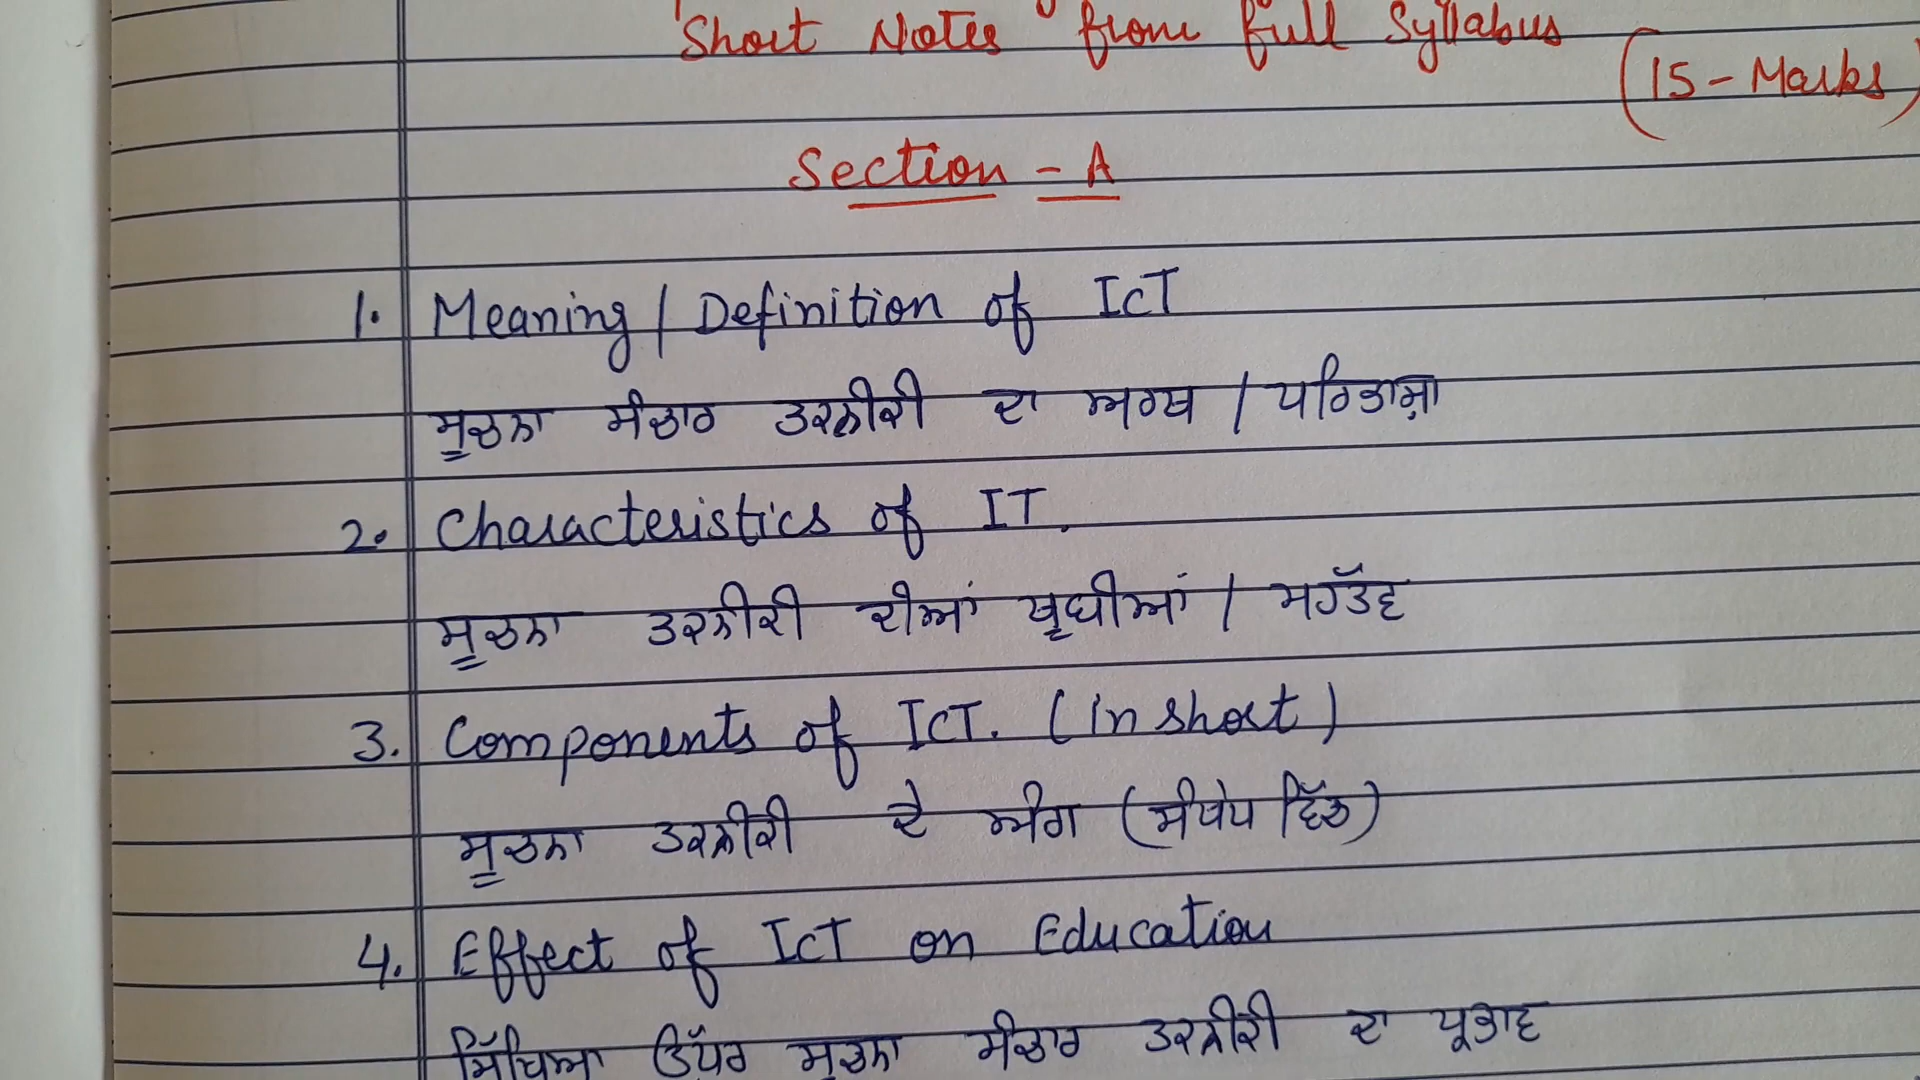 Short Notes from full Syllabus
(15 - Marks)
Section - A
1. Meaning / Definition of ICT
ਸੂਚਨਾ ਸੰਚਾਰ ਤਕਨੀਕੀ ਦਾ ਅਰਥ / ਪਰਿਭਾਸ਼ਾ
2. Characteristics of IT.
ਸੂਚਨਾ ਤਕਨੀਕੀ ਦੀਆਂ ਖੂਬੀਆਂ / ਮਹੱਤਵ
3. Components of ICT. (in short)
ਸੂਚਨਾ ਤਕਨੀਕੀ ਦੇ ਅੰਗ (ਸੰਖੇਪ ਵਿੱਚ)
4. Effect of ICT on Education
ਸਿੱਖਿਆ ਉੱਪਰ ਸੂਚਨਾ ਸੰਚਾਰ ਤਕਨੀਕੀ ਦਾ ਪ੍ਰਭਾਵ